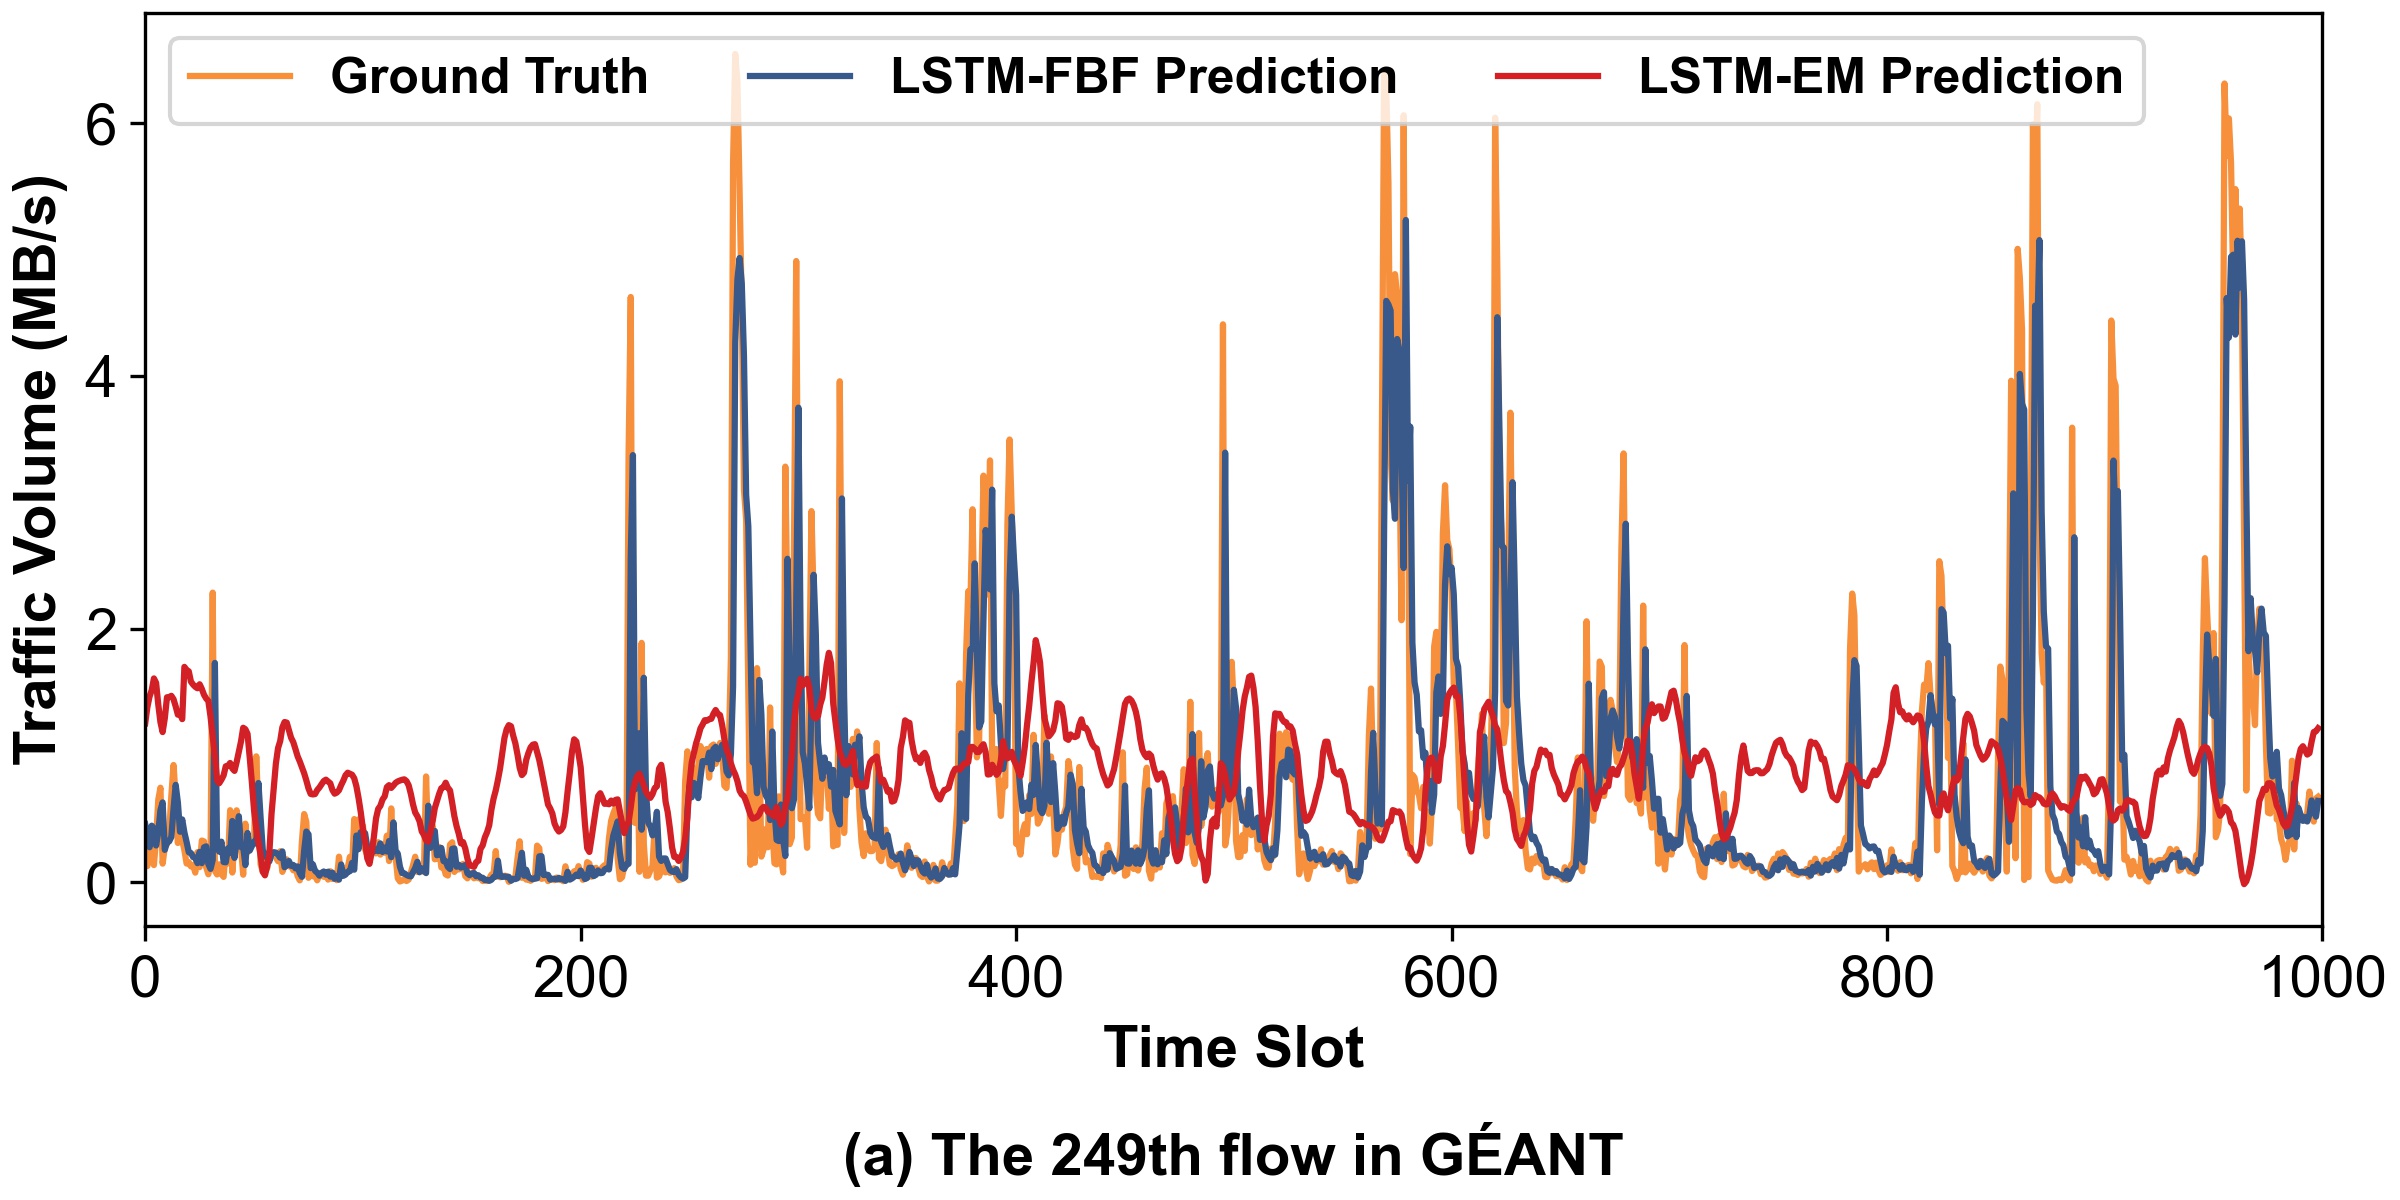 Ground Truth LSTM-FBF Prediction LSTM-EM Prediction
Traffic Volume (MB/s)
6
4
2
0
0 200 400 600 800 1000
Time Slot
(a) The 249th flow in GÉANT